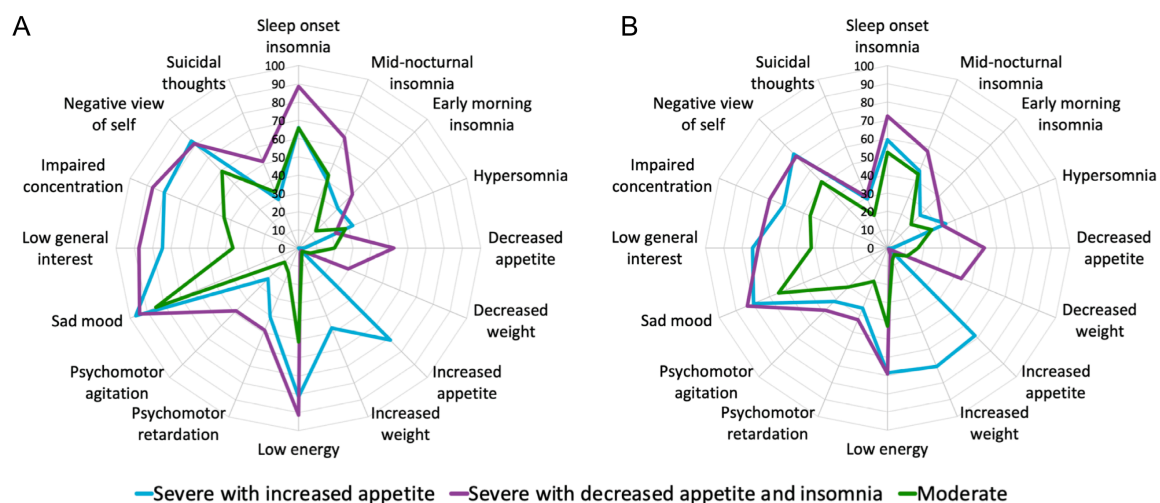 A
Sleep onset
insomnia
Mid-nocturnal
insomnia
Early morning
insomnia
Hypersomnia
Decreased
appetite
Decreased
weight
Increased
appetite
Increased
weight
Low energy
Psychomotor
retardation
Psychomotor
agitation
Sad mood
Low general
interest
Impaired
concentration
Negative view
of self
Suicidal
thoughts
100
90
80
70
60
50
40
30
20
10
0
B
Sleep onset
insomnia
Mid-nocturnal
insomnia
Early morning
insomnia
Hypersomnia
Decreased
appetite
Decreased
weight
Increased
appetite
Increased
weight
Low energy
Psychomotor
retardation
Psychomotor
agitation
Sad mood
Low general
interest
Impaired
concentration
Negative view
of self
Suicidal
thoughts
100
90
80
70
60
50
40
30
20
10
0
Severe with increased appetite
Severe with decreased appetite and insomnia
Moderate